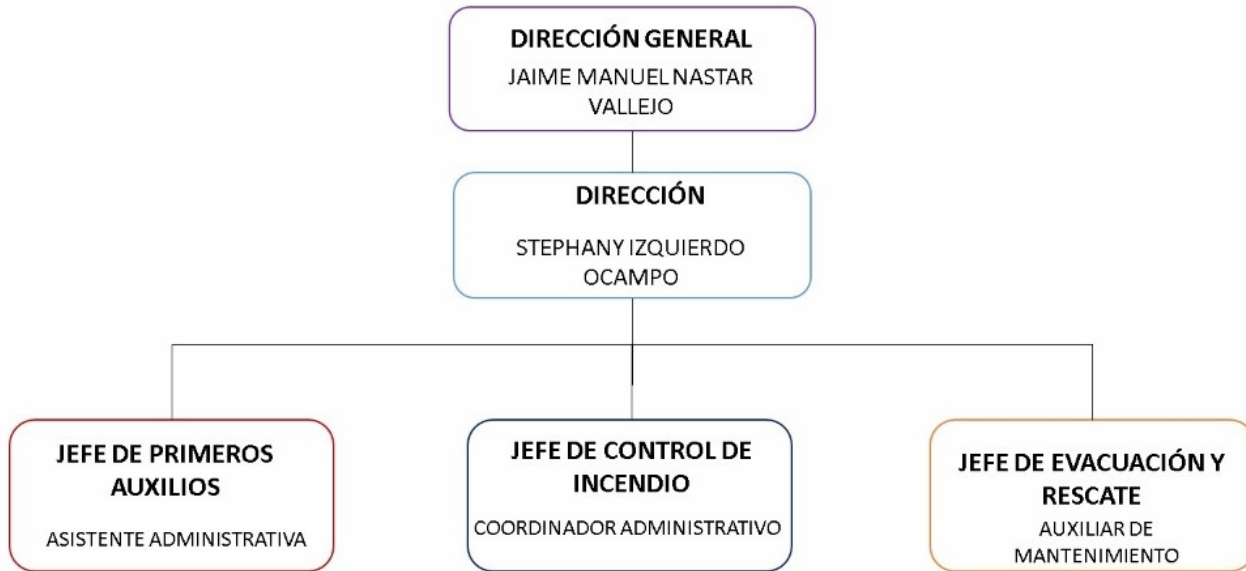 DIRECCIÓN GENERAL
JAIME MANUEL NASTAR
VALLEJO
DIRECCIÓN
STEPHANY IZQUIERDO
OCAMPO
JEFE DE PRIMEROS
AUXILIOS
ASISTENTE ADMINISTRATIVA
JEFE DE CONTROL DE
INCENDIO
COORDINADOR ADMINISTRATIVO
JEFE DE EVACUACIÓN Y
RESCATE
AUXILIAR DE
MANTENIMIENTO